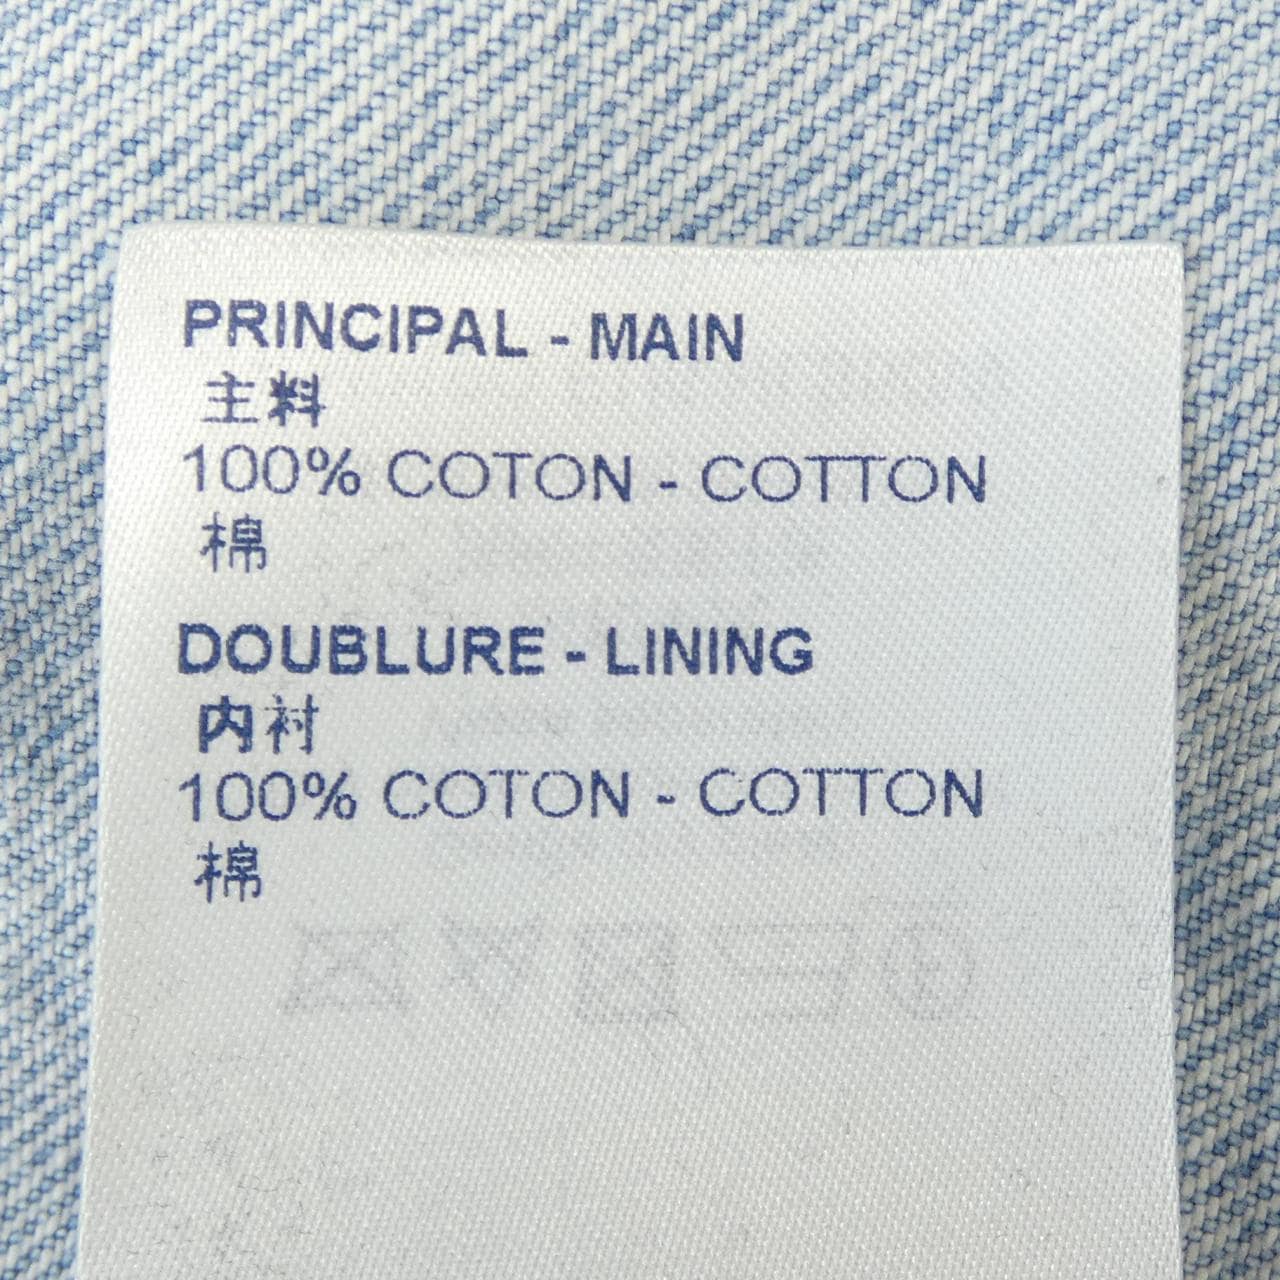 PRINCIPAL - MAIN
主料
100% COTON - COTTON
棉
DOUBLURE - LINING
内衬
100% COTON - COTTON
棉